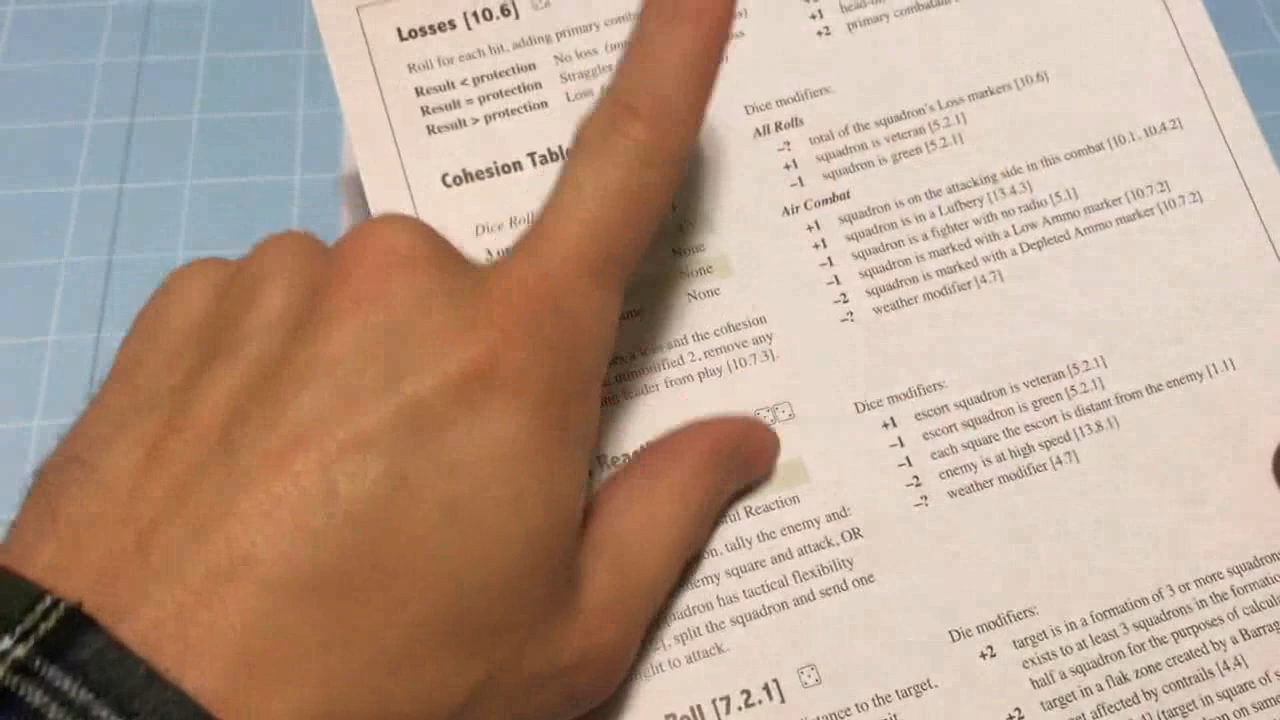 Losses [10.6]
Roll for each hit, adding primary
Result < protection No loss
Result = protection Straggler
Result > protection Loss
Cohesion Table
Dice Roll
None
None
None
a loss and the cohesion
unmodified 2, remove any
leader from play [10.7.3].
Reaction
on, tally the enemy and:
enemy square and attack, OR
squadron has tactical flexibility
split the squadron and send one
to attack.
Roll [7.2.1]
to the target.
+1
+2 primary combatant
Dice modifiers:
All Rolls
–? total of the squadron's Loss markers [10.6]
+1 squadron is veteran [5.2.1]
–1 squadron is green [5.2.1]
Air Combat
+1 squadron is on the attacking side in this combat [10.1, 10.4.2]
+1 squadron is in a Lufbery [13.4.3]
–1 squadron is a fighter with no radio [5.1]
–1 squadron is marked with a Low Ammo marker [10.7.2]
–2 squadron is marked with a Depleted Ammo marker [10.7.2]
–? weather modifier [4.7]
Dice modifiers:
+1 escort squadron is veteran [5.2.1]
–1 escort squadron is green [5.2.1]
–1 each square the escort is distant from the enemy [1.1]
–2 enemy is at high speed [13.8.1]
–? weather modifier [4.7]
Die modifiers:
+2 target is in a formation of 3 or more
exists to at least 3 squadrons in the
half a squadron for the purposes of
+2 target in a flak zone created by a
affected by contrails [4.4]
(target in square of